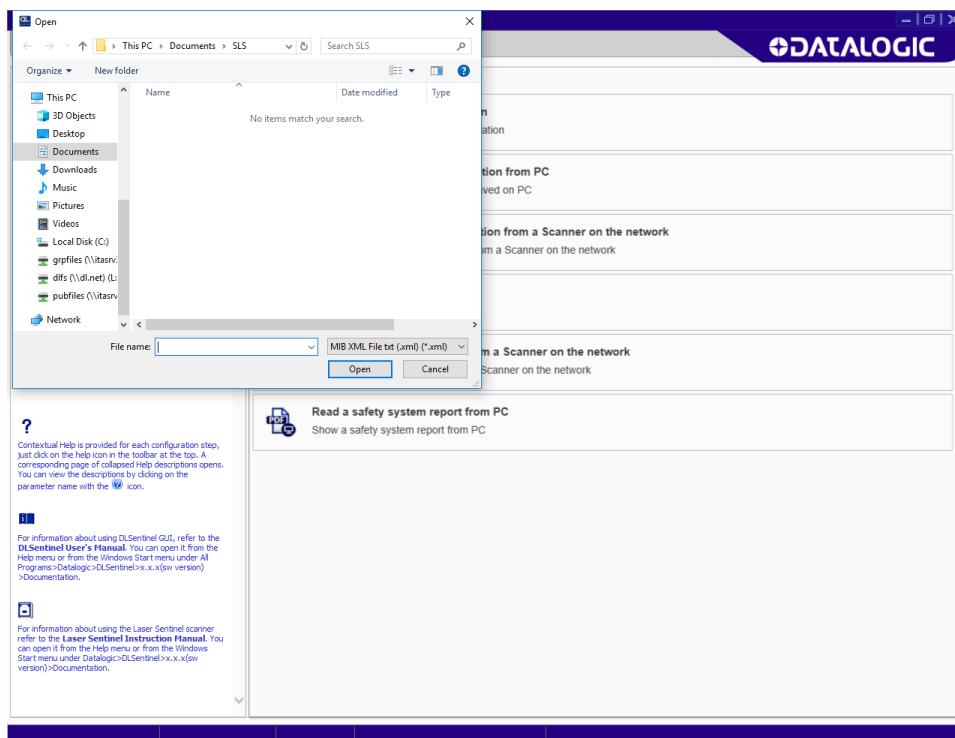 Open
This PC > Documents > SLS
Search SLS
DATALOGIC
Organize
New folder
Name
Date modified
Type
No items match your search.
This PC
3D Objects
Desktop
Documents
Downloads
Music
Pictures
Videos
Local Disk (C:)
grpfiles (\\itasrv
dlfs (\\dl.net) (L:
pubfiles (\\itasrv
Network
File name:
MIB XML File txt (.xml) (*.xml)
Open
Cancel
n
ation
tion from PC
ved on PC
tion from a Scanner on the network
om a Scanner on the network
m a Scanner on the network
Scanner on the network
Read a safety system report from PC
Show a safety system report from PC
?
Contextual Help is provided for each configuration step,
just click on the help icon in the toolbar at the top. A
corresponding page of collapsed Help descriptions opens.
You can view the descriptions by clicking on the
parameter name with the ? icon.
For information about using DLSentinel GUI, refer to the
DLSentinel User's Manual. You can open it from the
Help menu or from the Windows Start menu under All
Programs>Datalogic>DLSentinel>x.x.x(sw version)
>Documentation.
For information about using the Laser Sentinel scanner
refer to the Laser Sentinel Instruction Manual. You
can open it from the Help menu or from the Windows
Start menu under Datalogic>DLSentinel>x.x.x(sw
version)>Documentation.